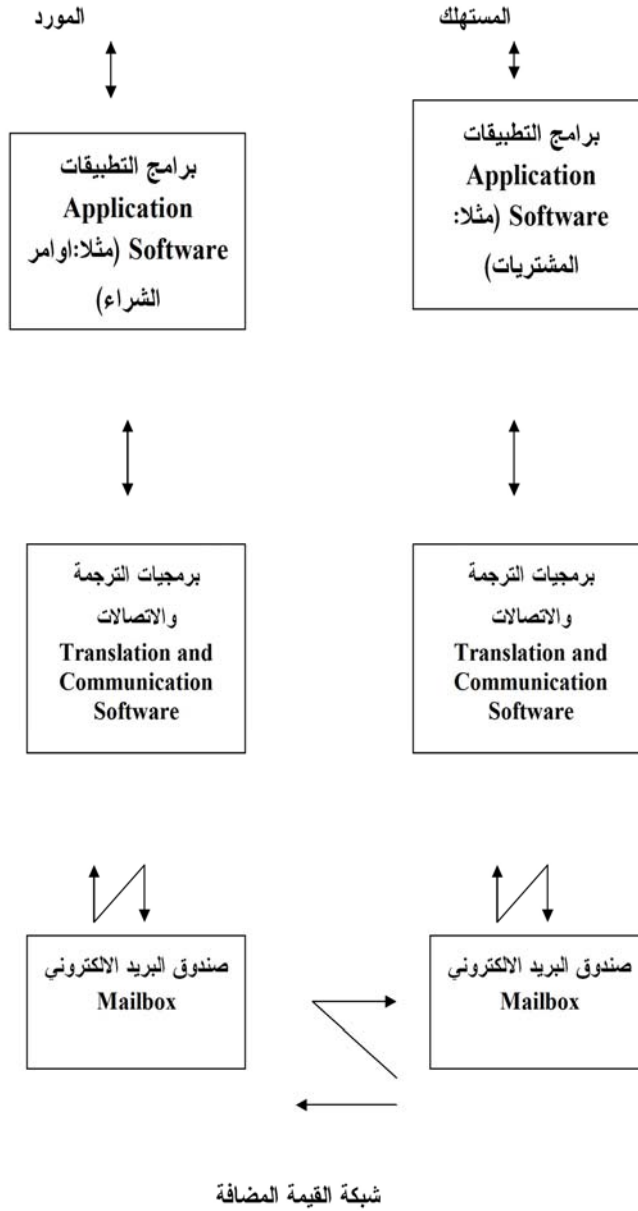 المستهلك
المورد
برامج التطبيقات
Application
Software (مثلا:
المشتريات)
برامج التطبيقات
Application
Software (مثلا:اوامر
الشراء)
برمجيات الترجمة
والاتصالات
Translation and
Communication
Software
برمجيات الترجمة
والاتصالات
Translation and
Communication
Software
صندوق البريد الالكتروني
Mailbox
صندوق البريد الالكتروني
Mailbox
شبكة القيمة المضافة